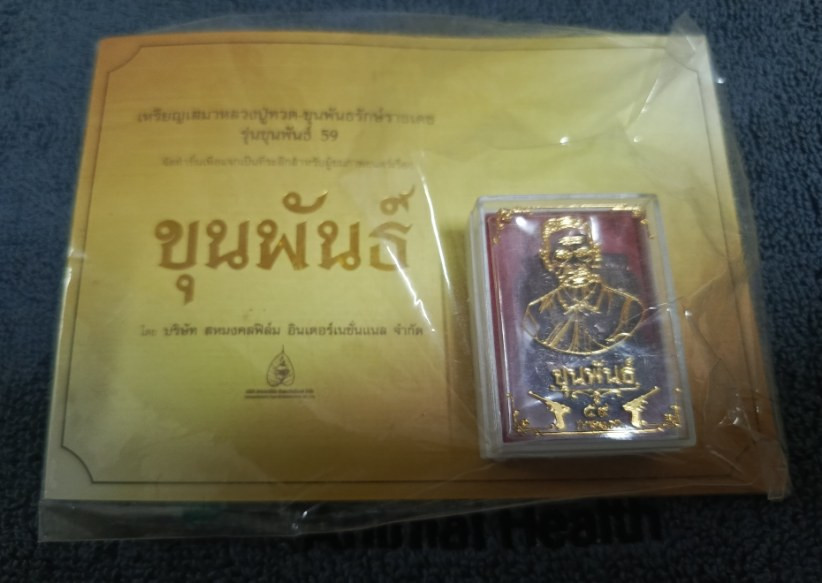 เหรียญเสมาหลวงปู่ทวด-ขุนพันธรักษ์ราชเดช
รุ่นขุนพันธ์ 59
ขุนพันธ์
โดย บริษัท สหมงคลฟิล์ม อินเตอร์เนชั่นแนล จำกัด
ขุนพันธ์
๕๙
Health